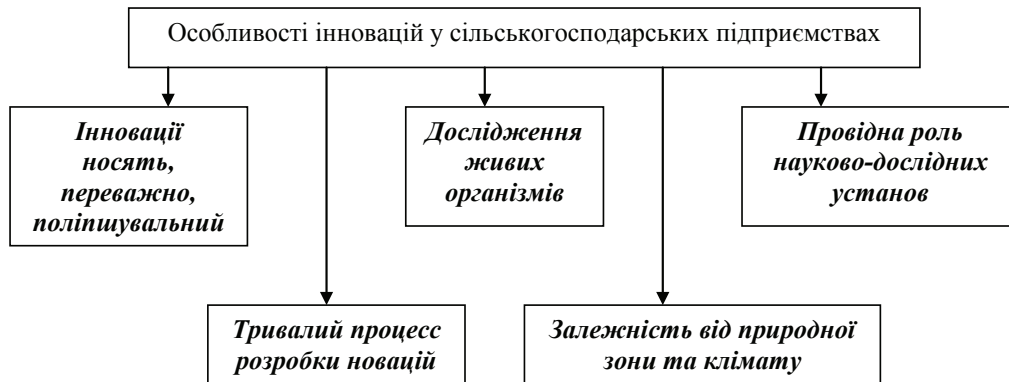 Особливості інновацій у сільськогосподарських підприємствах
Інновації
носять,
переважно,
поліпшувальний
Дослідження
живих
організмів
Провідна роль
науково-дослідних
установ
Тривалий процесс
розробки новацій
Залежність від природної
зони та клімату